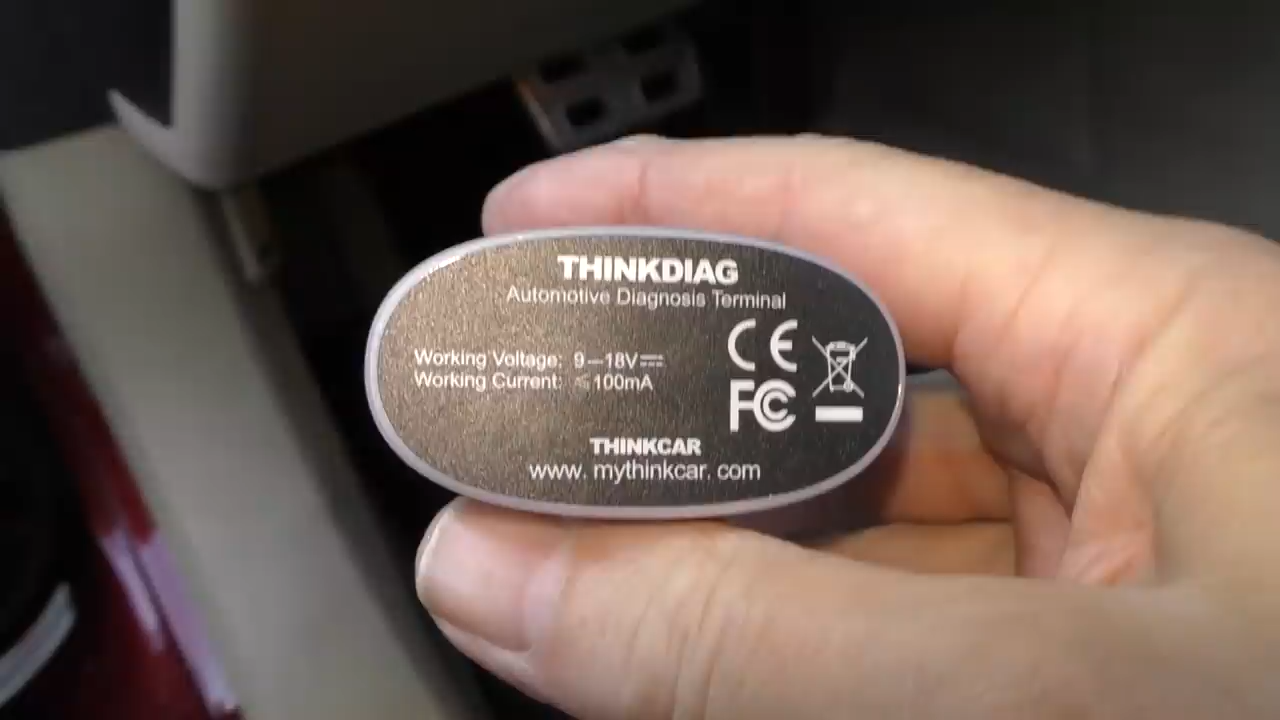 THINKDIAG
Automotive Diagnosis Terminal
Working Voltage: 9—18V⎓
Working Current: ≤100mA
CE
FC
THINKCAR
www. mythinkcar. com